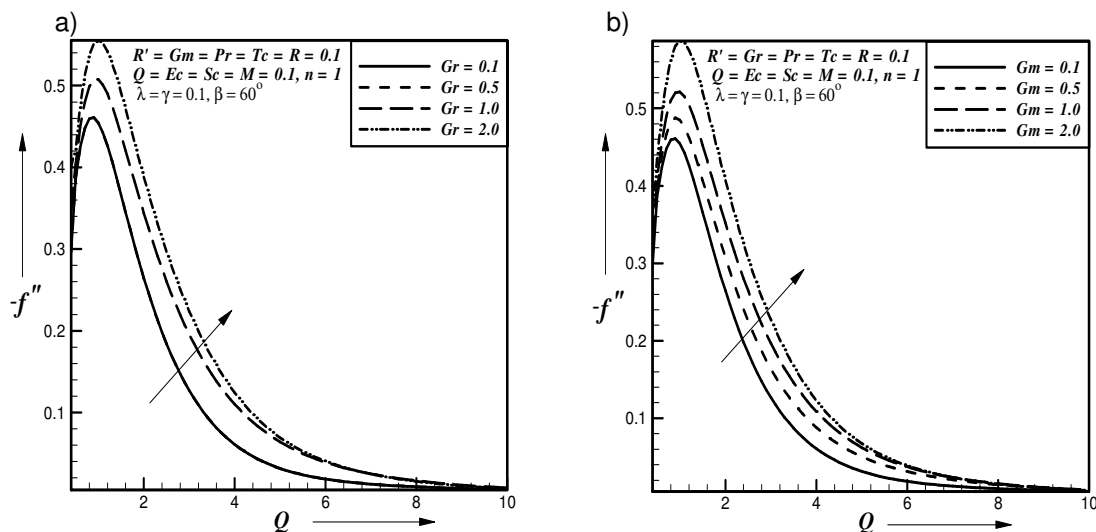 a)
R' = Gm = Pr = Tc = R = 0.1
Q = Ec = Sc = M = 0.1, n = 1
λ = γ = 0.1, β = 60°
Gr = 0.1
Gr = 0.5
Gr = 1.0
Gr = 2.0
0.5
0.4
0.3
0.2
0.1
-f''
2
4
6
8
10
Q
b)
R' = Gr = Pr = Tc = R = 0.1
Q = Ec = Sc = M = 0.1, n = 1
λ = γ = 0.1, β = 60°
Gm = 0.1
Gm = 0.5
Gm = 1.0
Gm = 2.0
0.5
0.4
0.3
0.2
0.1
-f''
2
4
6
8
10
Q